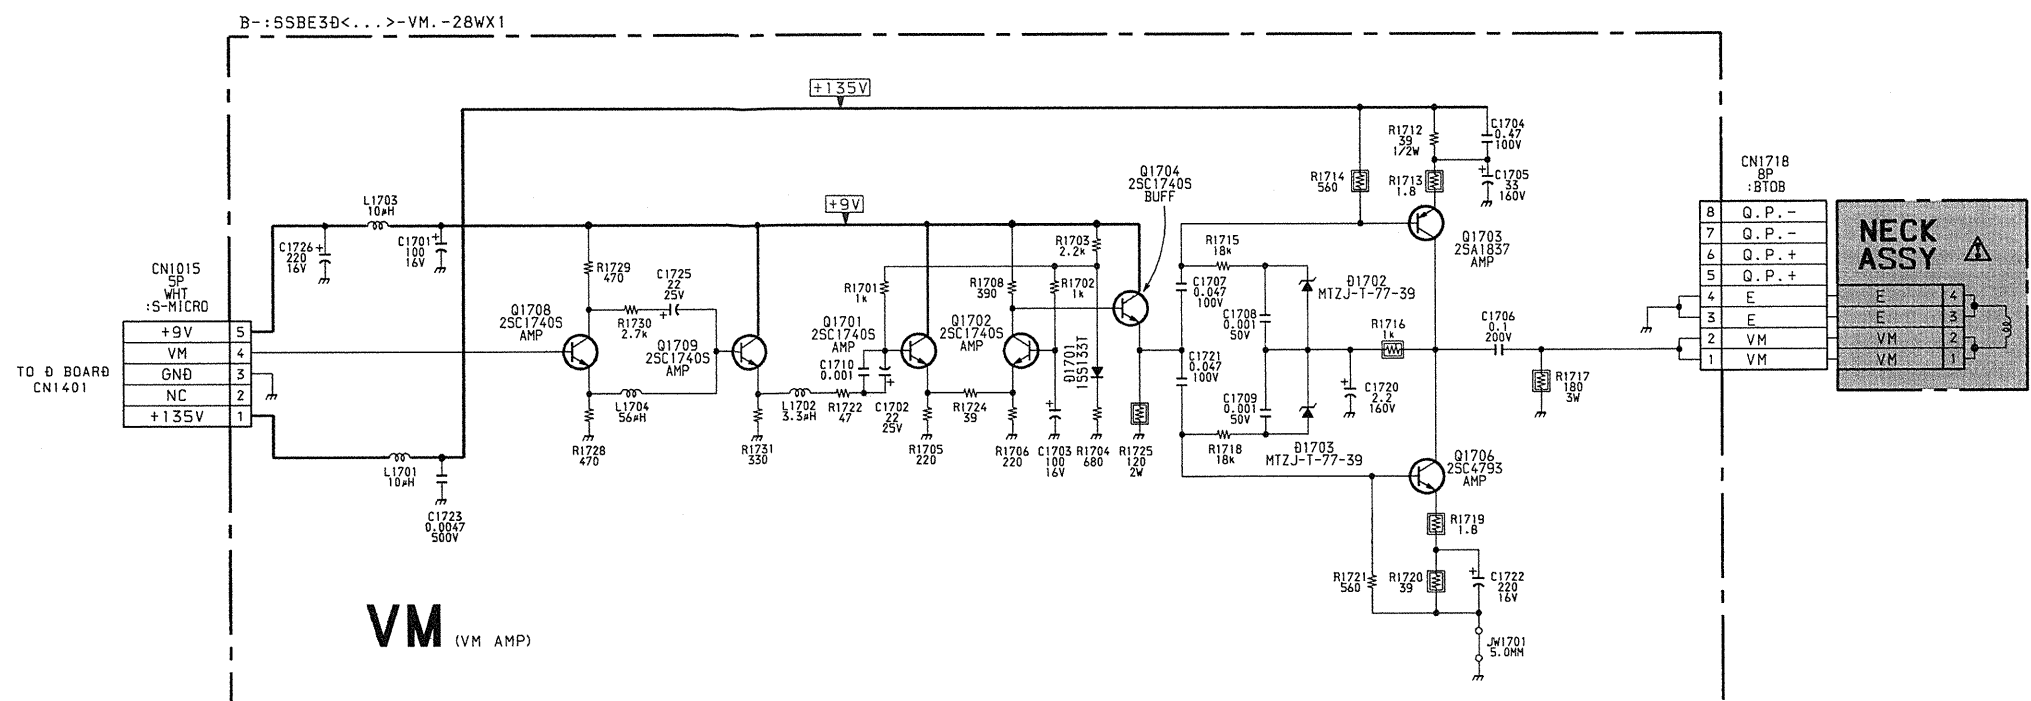 B-:SSBE3Đ<...>-VM.-28WX1
+135V
R1712
39
1/2W
C1704
0.47
100V
Q1704
2SC1740S
BUFF
R1714
560
R1713
1.8
C1705
33
160V
CN1718
8P
:BTOB
L1703
10μH
+9V
C1726
220
16V
C1701
100
16V
R1703
2.2k
R1715
18k
Q1703
2SA1837
AMP
8 Q.P.-
7 Q.P.-
6 Q.P.+
5 Q.P.+
4 E
3 E
2 VM
1 VM
NECK
ASSY
E 4
E 3
VM 2
VM 1
CN1015
5P
WHT
:S-MICRO
R1729
470
C1725
22
25V
R1701
1k
R1708
390
R1702
1k
C1707
0.047
100V
Đ1702
MTZJ-T-77-39
+9V 5
VM 4
GNĐ 3
NC 2
+135V 1
TO Đ BOARĐ
CN1401
Q1708
2SC1740S
AMP
R1730
2.7k
Q1709
2SC1740S
AMP
Q1701
2SC1740S
AMP
C1710
0.001
Q1702
2SC1740S
AMP
Đ1701
1SS133T
C1708
0.001
50V
R1716
1k
C1706
0.1
200V
C1721
0.047
100V
L1704
56μH
L1702
3.3μH
R1722
47
C1702
22
25V
R1724
39
C1709
0.001
50V
C1720
2.2
160V
R1717
180
3W
R1728
470
R1731
330
R1705
220
R1706
220
C1703
100
16V
R1704
680
R1725
120
2W
R1718
18k
Đ1703
MTZJ-T-77-39
Q1706
2SC4793
AMP
L1701
10μH
C1723
0.0047
500V
R1719
1.8
R1721
560
R1720
39
C1722
220
16V
VM (VM AMP)
JW1701
5.0MM